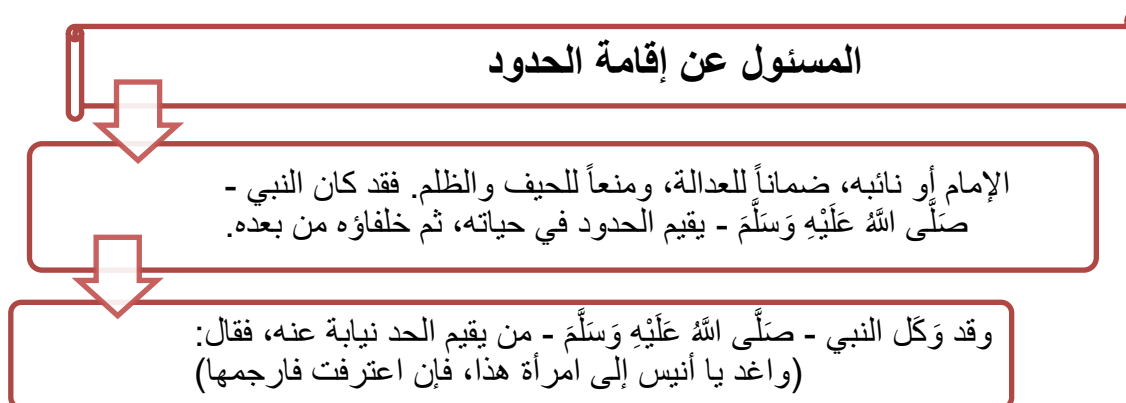 المسئول عن إقامة الحدود
الإمام أو نائبه، ضماناً للعدالة، ومنعاً للحيف والظلم. فقد كان النبي -
صَلَّى اللَّهُ عَلَيْهِ وَسَلَّمَ - يقيم الحدود في حياته، ثم خلفاؤه من بعده.
وقد وَكَل النبي - صَلَّى اللَّهُ عَلَيْهِ وَسَلَّمَ - من يقيم الحد نيابة عنه، فقال:
(واغد يا أنيس إلى امرأة هذا، فإن اعترفت فارجمها)